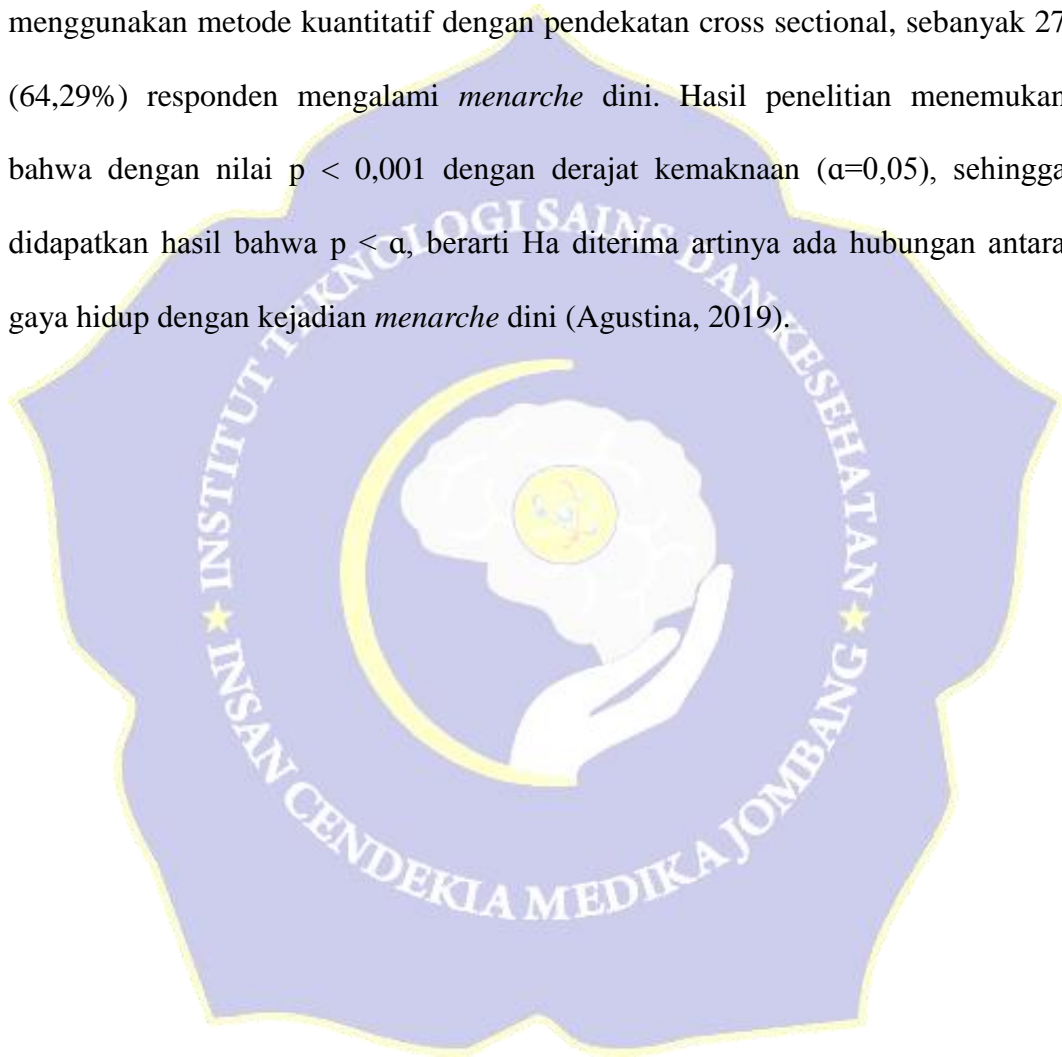 menggunakan metode kuantitatif dengan pendekatan cross sectional, sebanyak 27
(64,29%) responden mengalami menarche dini. Hasil penelitian menemukan
bahwa dengan nilai p < 0,001 dengan derajat kemaknaan (α=0,05), sehingga
didapatkan hasil bahwa p < α, berarti Ha diterima artinya ada hubungan antara
gaya hidup dengan kejadian menarche dini (Agustina, 2019).
INSTITUT TEKNOLOGI SAINS DAN KESEHATAN
★ INSAN CENDEKIA MEDIKA JOMBANG ★